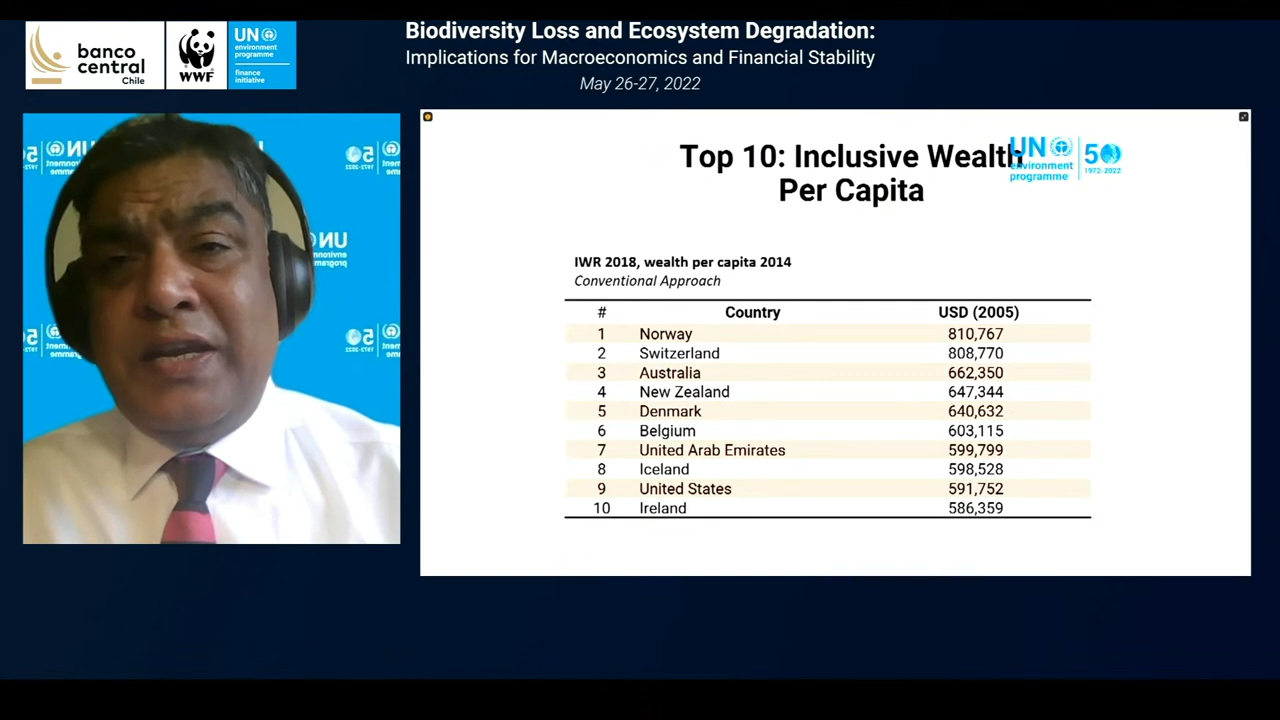 banco
central
Chile
WWF
UN
environment
programme
finance
initiative
Biodiversity Loss and Ecosystem Degradation:
Implications for Macroeconomics and Financial Stability
May 26-27, 2022
UN
environment
programme
50
1972-2022
Top 10: Inclusive Wealth
Per Capita
IWR 2018, wealth per capita 2014
Conventional Approach
# Country USD (2005)
1 Norway 810,767
2 Switzerland 808,770
3 Australia 662,350
4 New Zealand 647,344
5 Denmark 640,632
6 Belgium 603,115
7 United Arab Emirates 599,799
8 Iceland 598,528
9 United States 591,752
10 Ireland 586,359